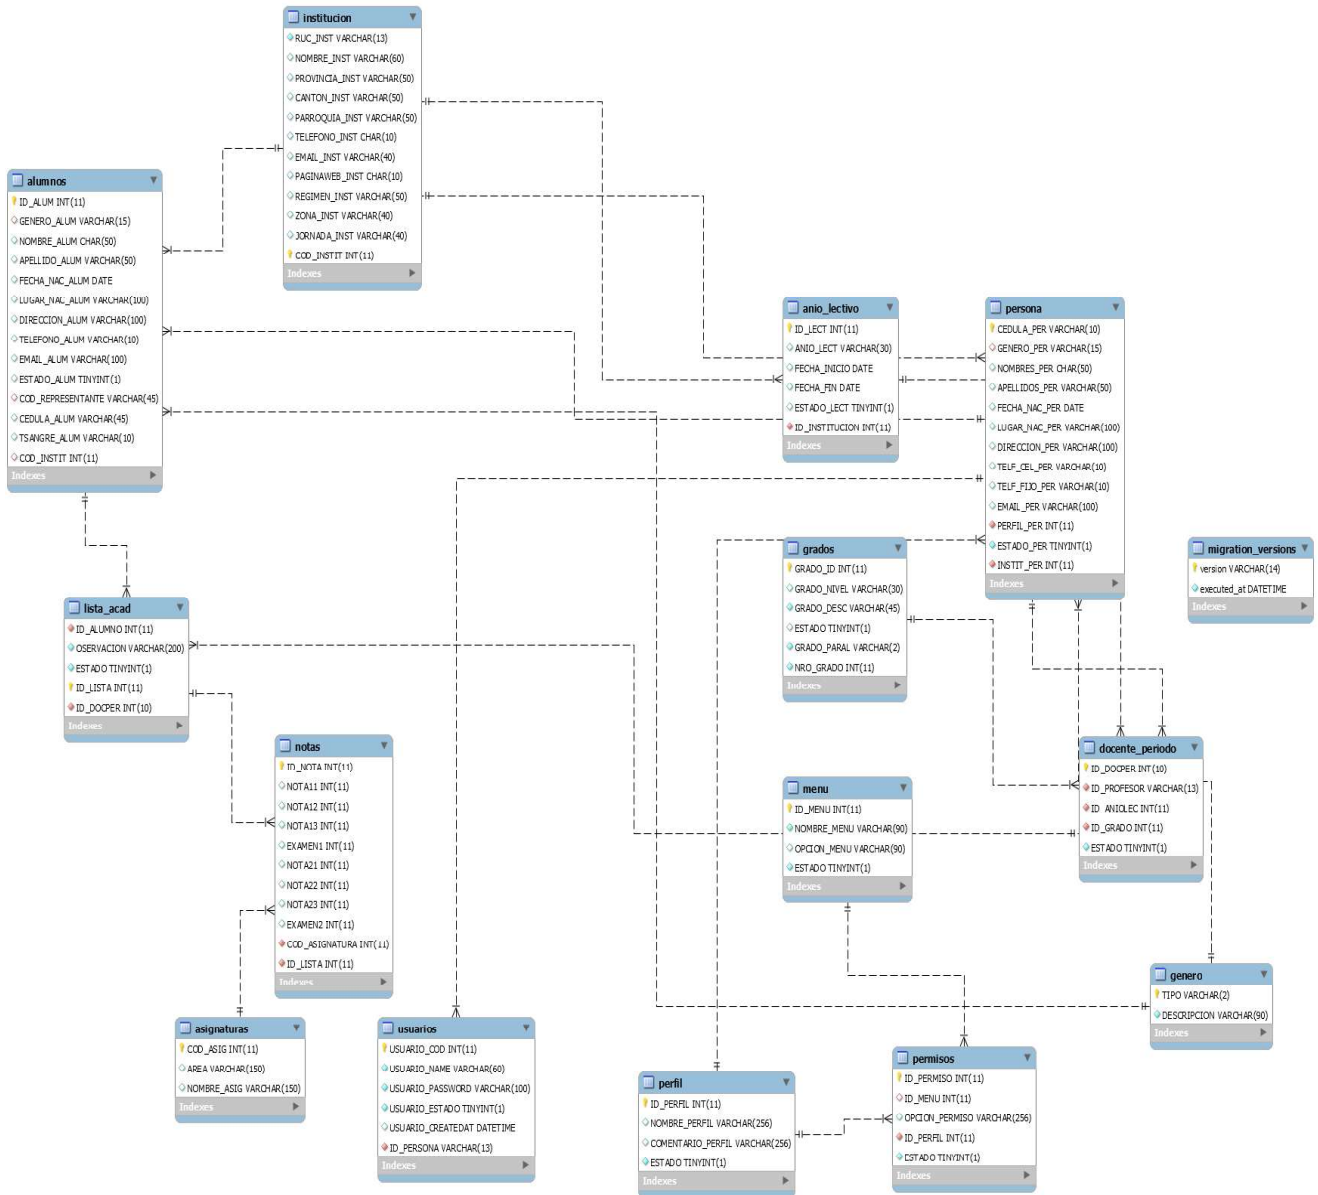 institucion
RUC_INST VARCHAR(13)
NOMBRE_INST VARCHAR(60)
PROVINCIA_INST VARCHAR(50)
CANTON_INST VARCHAR(50)
PARROQUIA_INST VARCHAR(50)
TELEFONO_INST CHAR(10)
EMAIL_INST VARCHAR(40)
PAGINAWEB_INST CHAR(10)
REGIMEN_INST VARCHAR(50)
ZONA_INST VARCHAR(40)
JORNADA_INST VARCHAR(40)
COD_INSTIT INT(11)
Indexes
alumnos
ID_ALUM INT(11)
GENERO_ALUM VARCHAR(15)
NOMBRE_ALUM CHAR(50)
APELLIDO_ALUM VARCHAR(50)
FECHA_NAC_ALUM DATE
LUGAR_NAC_ALUM VARCHAR(100)
DIRECCION_ALUM VARCHAR(100)
TELEFONO_ALUM VARCHAR(10)
EMAIL_ALUM VARCHAR(100)
ESTADO_ALUM TINYINT(1)
COD_REPRESENTANTE VARCHAR(45)
CEDULA_ALUM VARCHAR(45)
TSANGRE_ALUM VARCHAR(10)
COD_INSTIT INT(11)
Indexes
anio_lectivo
ID_LECT INT(11)
ANIO_LECT VARCHAR(30)
FECHA_INICIO DATE
FECHA_FIN DATE
ESTADO_LECT TINYINT(1)
ID_INSTITUCION INT(11)
Indexes
persona
CEDULA_PER VARCHAR(10)
GENERO_PER VARCHAR(15)
NOMBRES_PER CHAR(50)
APELLIDOS_PER VARCHAR(50)
FECHA_NAC_PER DATE
LUGAR_NAC_PER VARCHAR(100)
DIRECCION_PER VARCHAR(100)
TELF_CEL_PER VARCHAR(10)
TELF_FIJO_PER VARCHAR(10)
EMAIL_PER VARCHAR(100)
PERFIL_PER INT(11)
ESTADO_PER TINYINT(1)
INSTIT_PER INT(11)
Indexes
grados
GRADO_ID INT(11)
GRADO_NIVEL VARCHAR(30)
GRADO_DESC VARCHAR(45)
ESTADO TINYINT(1)
GRADO_PARAL VARCHAR(2)
NRO_GRADO INT(11)
Indexes
migration_versions
version VARCHAR(14)
executed_at DATETIME
Indexes
lista_acad
ID_ALUMNO INT(11)
OSERVACION VARCHAR(200)
ESTADO TINYINT(1)
ID_LISTA INT(11)
ID_DOCPER INT(10)
Indexes
notas
ID_NOTA INT(11)
NOTA11 INT(11)
NOTA12 INT(11)
NOTA13 INT(11)
EXAMEN1 INT(11)
NOTA21 INT(11)
NOTA22 INT(11)
NOTA23 INT(11)
EXAMEN2 INT(11)
COD_ASIGNATURA INT(11)
ID_LISTA INT(11)
Indexes
docente_periodo
ID_DOCPER INT(10)
ID_PROFESOR VARCHAR(13)
ID_ANIOLEC INT(11)
ID_GRADO INT(11)
ESTADO TINYINT(1)
Indexes
menu
ID_MENU INT(11)
NOMBRE_MENU VARCHAR(90)
OPCION_MENU VARCHAR(90)
ESTADO TINYINT(1)
Indexes
genero
TIPO VARCHAR(2)
DESCRIPCION VARCHAR(90)
Indexes
asignaturas
COD_ASIG INT(11)
AREA VARCHAR(150)
NOMBRE_ASIG VARCHAR(150)
Indexes
usuarios
USUARIO_COD INT(11)
USUARIO_NAME VARCHAR(60)
USUARIO_PASSWORD VARCHAR(100)
USUARIO_ESTADO TINYINT(1)
USUARIO_CREATEDAT DATETIME
ID_PERSONA VARCHAR(13)
Indexes
perfil
ID_PERFIL INT(11)
NOMBRE_PERFIL VARCHAR(256)
COMENTARIO_PERFIL VARCHAR(256)
ESTADO TINYINT(1)
Indexes
permisos
ID_PERMISO INT(11)
ID_MENU INT(11)
OPCION_PERMISO VARCHAR(256)
ID_PERFIL INT(11)
ESTADO TINYINT(1)
Indexes